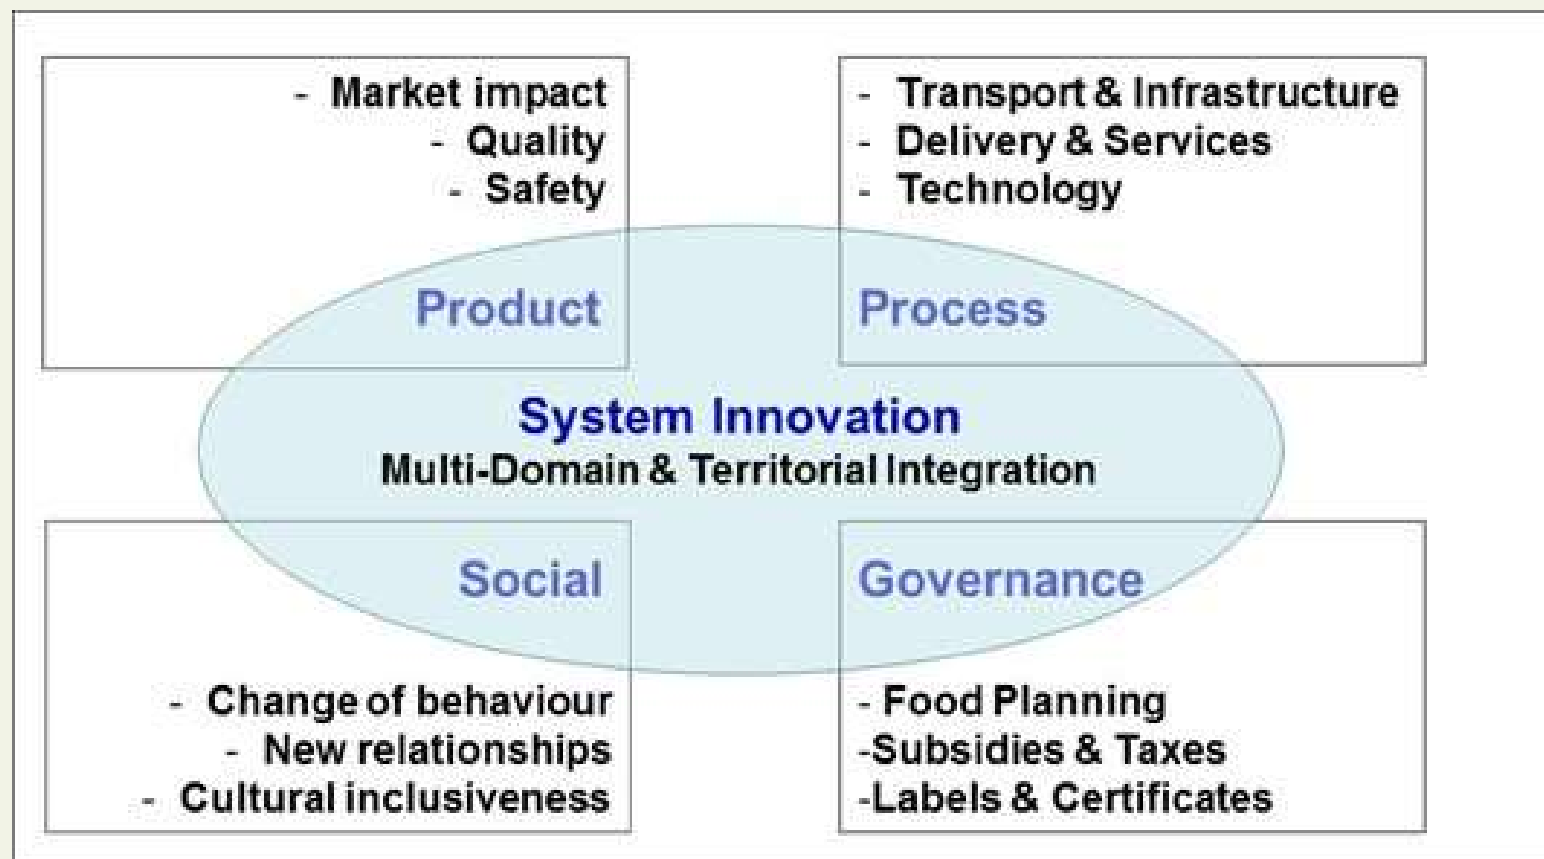 - Market impact
- Quality
- Safety
Product
- Transport & Infrastructure
- Delivery & Services
- Technology
Process
System Innovation
Multi-Domain & Territorial Integration
Social
- Change of behaviour
- New relationships
- Cultural inclusiveness
Governance
- Food Planning
-Subsidies & Taxes
-Labels & Certificates